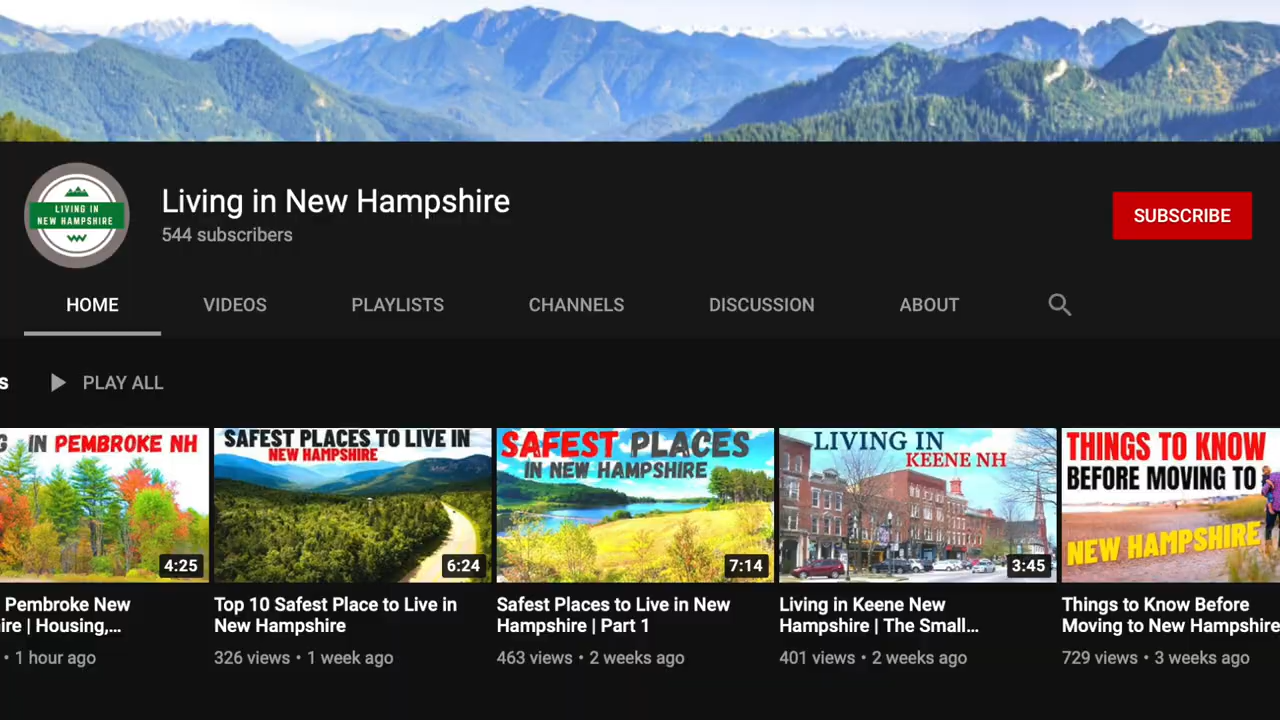 LIVING IN
NEW HAMPSHIRE
Living in New Hampshire
544 subscribers
SUBSCRIBE
HOME
VIDEOS
PLAYLISTS
CHANNELS
DISCUSSION
ABOUT
s
PLAY ALL
G IN PEMBROKE NH
4:25
SAFEST PLACES TO LIVE IN
NEW HAMPSHIRE
6:24
SAFEST PLACES
IN NEW HAMPSHIRE
7:14
LIVING IN
KEENE NH
3:45
THINGS TO KNOW
BEFORE MOVING TO
NEW HAMPSHIRE
Pembroke New
ire | Housing,...
• 1 hour ago
Top 10 Safest Place to Live in
New Hampshire
326 views • 1 week ago
Safest Places to Live in New
Hampshire | Part 1
463 views • 2 weeks ago
Living in Keene New
Hampshire | The Small...
401 views • 2 weeks ago
Things to Know Before
Moving to New Hampshire
729 views • 3 weeks ago